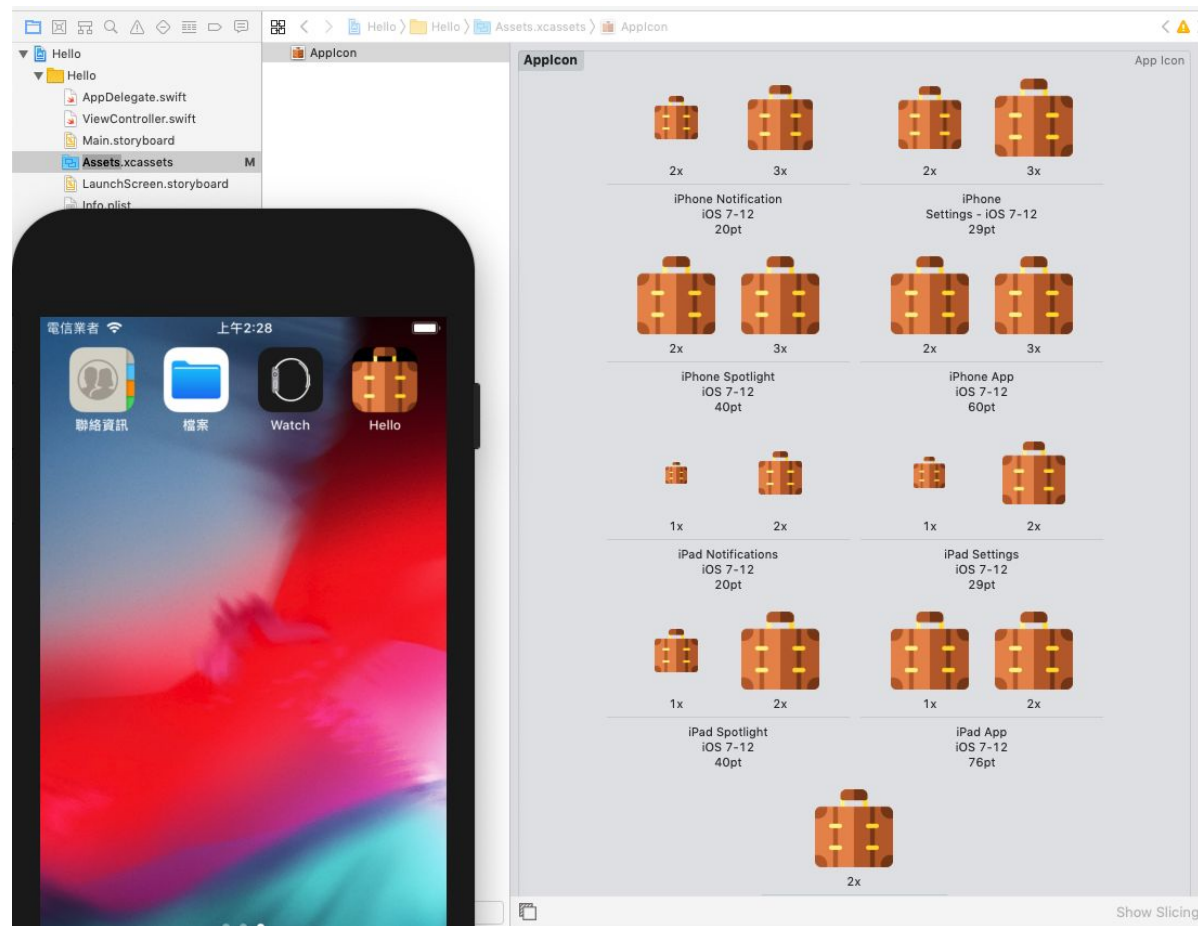 Hello
Hello
Assets.xcassets
AppIcon
Hello
Hello
AppDelegate.swift
ViewController.swift
Main.storyboard
Assets.xcassets M
LaunchScreen.storyboard
Info.plist
AppIcon
AppIcon
App Icon
2x 3x 2x 3x
iPhone Notification
iOS 7-12
20pt
iPhone
Settings - iOS 7-12
29pt
2x 3x 2x 3x
iPhone Spotlight
iOS 7-12
40pt
iPhone App
iOS 7-12
60pt
1x 2x 1x 2x
iPad Notifications
iOS 7-12
20pt
iPad Settings
iOS 7-12
29pt
1x 2x 1x 2x
iPad Spotlight
iOS 7-12
40pt
iPad App
iOS 7-12
76pt
2x
Show Slicing
電信業者 上午2:28
聯絡資訊 檔案 Watch Hello